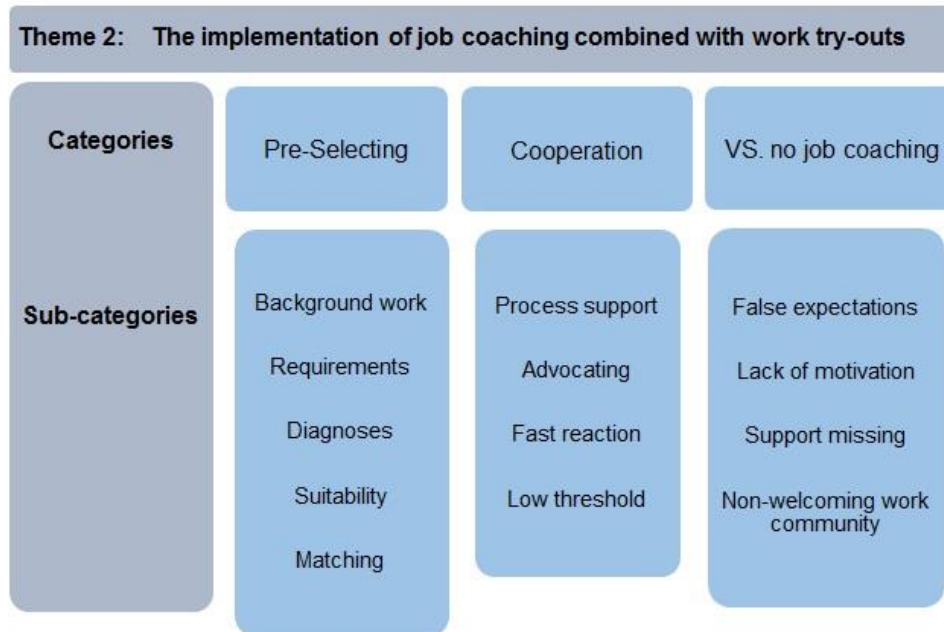 Theme 2: The implementation of job coaching combined with work try-outs
Categories
Pre-Selecting
Cooperation
VS. no job coaching
Sub-categories
Background work
Requirements
Diagnoses
Suitability
Matching
Process support
Advocating
Fast reaction
Low threshold
False expectations
Lack of motivation
Support missing
Non-welcoming work
community